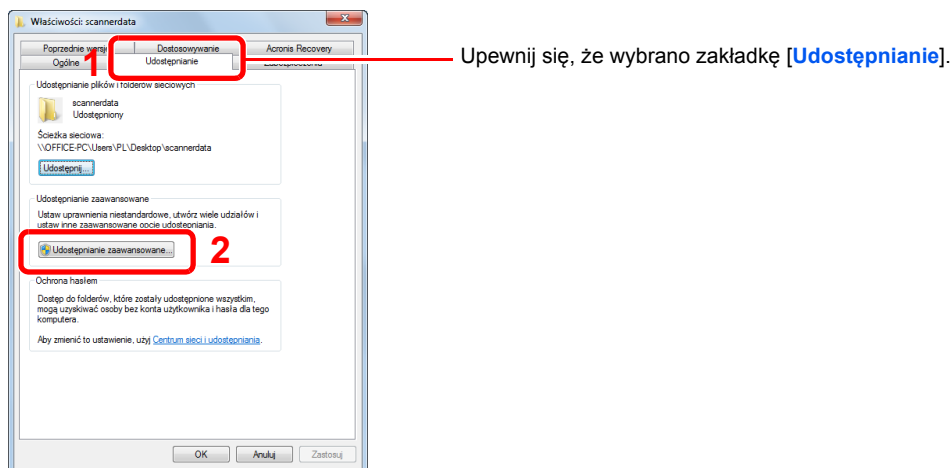 Właściwości: scannerdata
Poprzednie wersje Dostosowywanie Acronis Recovery
Ogólne Udostępnianie Zabezpieczenia
1
Upewnij się, że wybrano zakładkę [Udostępnianie].
Udostępnianie plików i folderów sieciowych
scannerdata
Udostępniony
Ścieżka sieciowa:
\\OFFICE-PC\Users\PL\Desktop\scannerdata
Udostępnij...
Udostępnianie zaawansowane
Ustaw uprawnienia niestandardowe, utwórz wiele udziałów i
ustaw inne zaawansowane opcje udostępniania.
Udostępnianie zaawansowane...
2
Ochrona hasłem
Dostęp do folderów, które zostały udostępnione wszystkim,
mogą uzyskiwać osoby bez konta użytkownika i hasła dla tego
komputera.
Aby zmienić to ustawienie, użyj Centrum sieci i udostępniania.
OK Anuluj Zastosuj